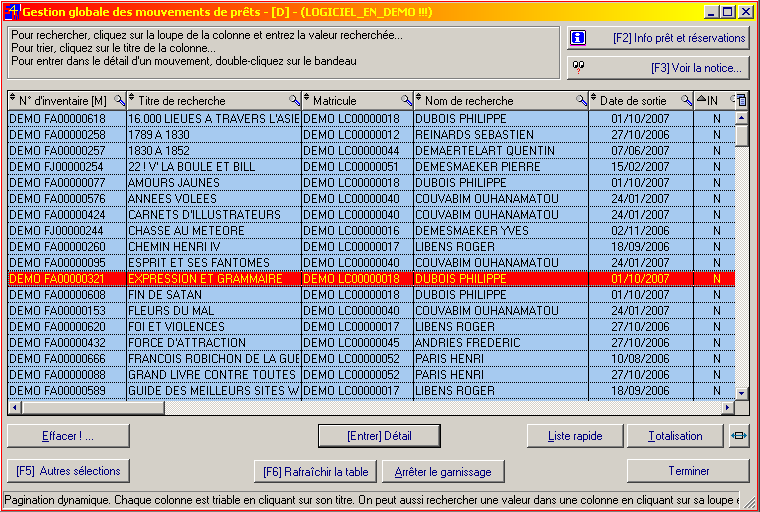 Gestion globale des mouvements de prêts - [D] - (LOGICIEL_EN_DEMO !!!)
Pour rechercher, cliquez sur la loupe de la colonne et entrez la valeur recherchée...
Pour trier, cliquez sur le titre de la colonne...
Pour entrer dans le détail d'un mouvement, double-cliquez sur le bandeau
[F2] Info prêt et réservations
[F3] Voir la notice...
N° d'inventaire [M] Titre de recherche Matricule Nom de recherche Date de sortie IN
DEMO FA00000618 16.000 LIEUES A TRAVERS L'ASIE DEMO LC00000018 DUBOIS PHILIPPE 01/10/2007 N
DEMO FA00000258 1789 A 1830 DEMO LC00000012 REINARDS SEBASTIEN 27/10/2006 N
DEMO FA00000257 1830 A 1852 DEMO LC00000044 DEMAERTELART QUENTIN 07/06/2007 N
DEMO FJ00000254 22 ! V' LA BOULE ET BILL DEMO LC00000051 DEMESMAEKER PIERRE 15/02/2007 N
DEMO FA00000077 AMOURS JAUNES DEMO LC00000018 DUBOIS PHILIPPE 01/10/2007 N
DEMO FA00000576 ANNEES VOLEES DEMO LC00000040 COUVABIM OUHANAMATOU 24/01/2007 N
DEMO FA00000424 CARNETS D'ILLUSTRATEURS DEMO LC00000040 COUVABIM OUHANAMATOU 24/01/2007 N
DEMO FJ00000244 CHASSE AU METEORE DEMO LC00000016 DEMESMAEKER YVES 02/11/2006 N
DEMO FA00000260 CHEMIN HENRI IV DEMO LC00000017 LIBENS ROGER 18/09/2006 N
DEMO FA00000095 ESPRIT ET SES FANTOMES DEMO LC00000040 COUVABIM OUHANAMATOU 24/01/2007 N
DEMO FA00000321 EXPRESSION ET GRAMMAIRE DEMO LC00000018 DUBOIS PHILIPPE 01/10/2007 N
DEMO FA00000608 FIN DE SATAN DEMO LC00000018 DUBOIS PHILIPPE 01/10/2007 N
DEMO FA00000153 FLEURS DU MAL DEMO LC00000040 COUVABIM OUHANAMATOU 24/01/2007 N
DEMO FA00000620 FOI ET VIOLENCES DEMO LC00000017 LIBENS ROGER 27/10/2006 N
DEMO FA00000432 FORCE D'ATTRACTION DEMO LC00000045 ANDRIES FREDERIC 27/10/2006 N
DEMO FA00000666 FRANCOIS ROBICHON DE LA GUE DEMO LC00000052 PARIS HENRI 10/08/2006 N
DEMO FA00000088 GRAND LIVRE CONTRE TOUTES DEMO LC00000052 PARIS HENRI 27/10/2006 N
DEMO FA00000589 GUIDE DES MEILLEURS SITES W DEMO LC00000017 LIBENS ROGER 18/09/2006 N
Effacer ! ... [Entrer] Détail Liste rapide Totalisation
[F5] Autres sélections [F6] Rafraîchir la table Arrêter le garnissage Terminer
Pagination dynamique. Chaque colonne est triable en cliquant sur son titre. On peut aussi rechercher une valeur dans une colonne en cliquant sur sa loupe e